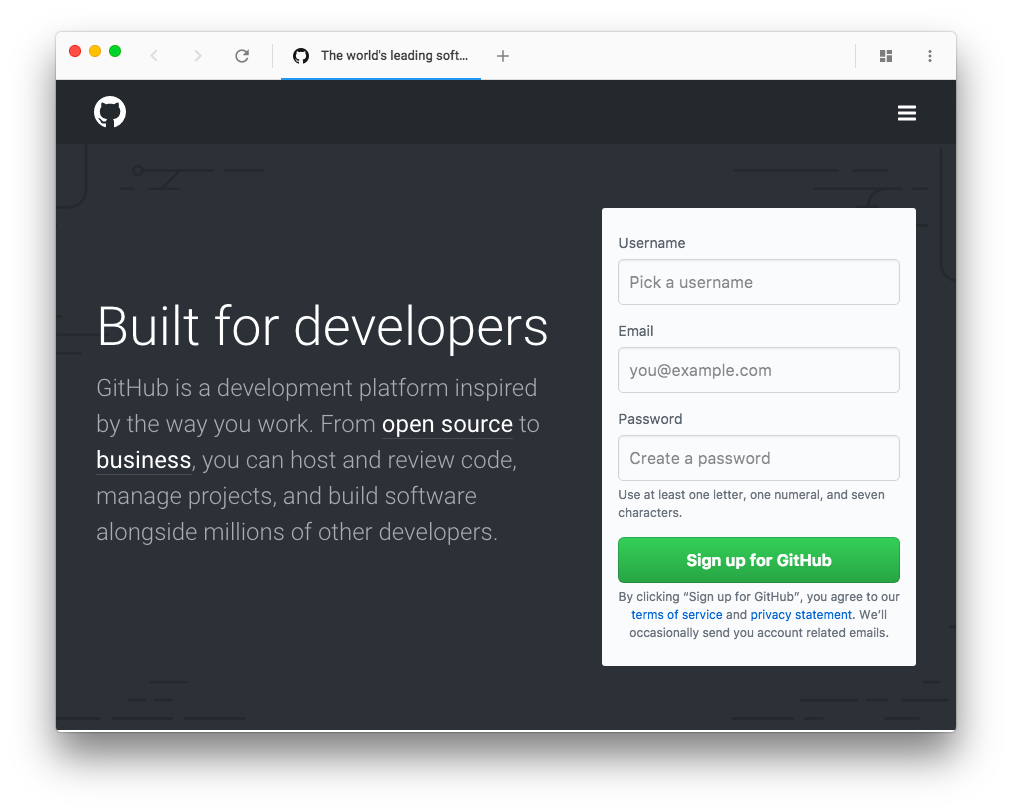 The world's leading soft...
Built for developers
GitHub is a development platform inspired
by the way you work. From open source to
business, you can host and review code,
manage projects, and build software
alongside millions of other developers.
Username
Pick a username
Email
you@example.com
Password
Create a password
Use at least one letter, one numeral, and seven
characters.
Sign up for GitHub
By clicking “Sign up for GitHub”, you agree to our
terms of service and privacy statement. We’ll
occasionally send you account related emails.